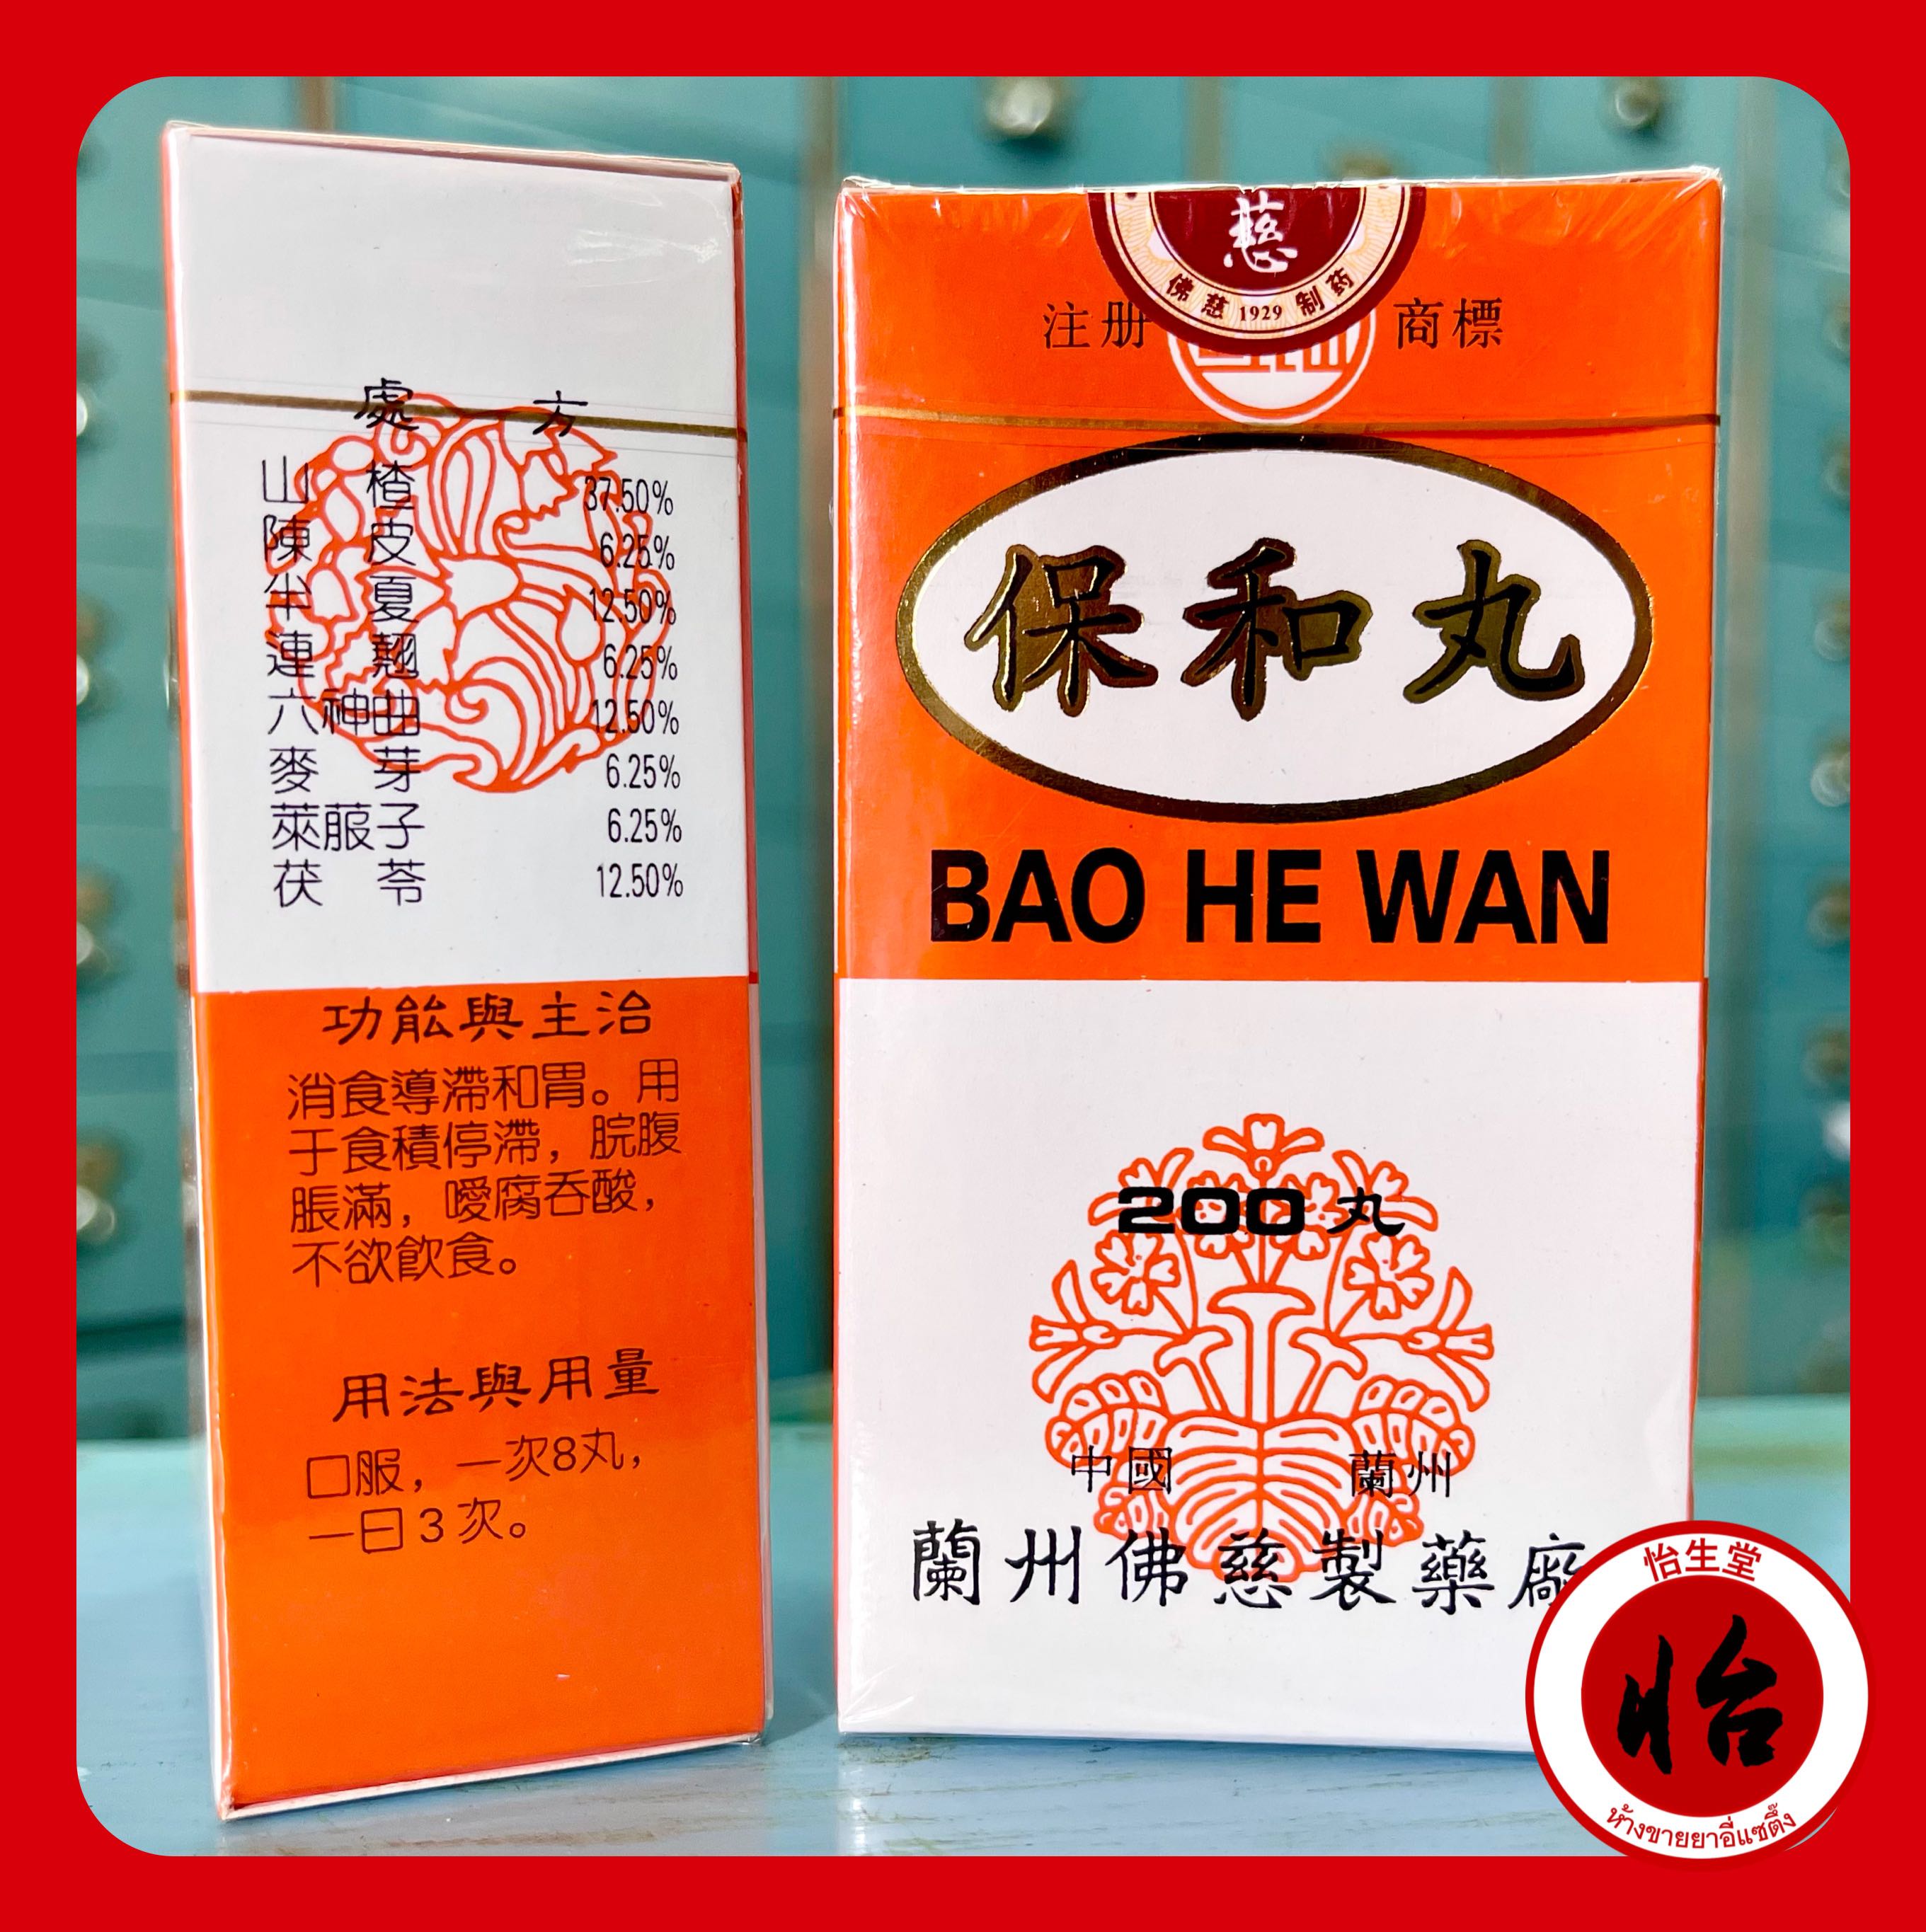 處 方
山楂 37.50%
陳皮 6.25%
半夏 12.50%
連翹 6.25%
六神曲 12.50%
麥芽 6.25%
萊菔子 6.25%
茯苓 12.50%
功能與主治
消食導滯和胃。用
于食積停滯，脘腹
脹滿，噯腐吞酸，
不欲飲食。
用法與用量
口服，一次8丸，
一日3次。
慈
佛慈 1929 制药
注册 商標
保和丸
BAO HE WAN
200丸
中國 蘭州
蘭州佛慈製藥廠
怡生堂
怡
ห้างขายยาอี่แซตึ๊ง